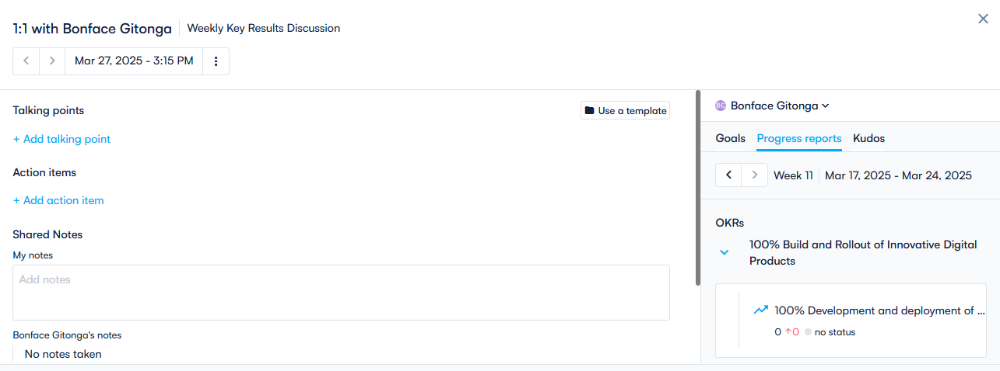 1:1 with Bonface Gitonga Weekly Key Results Discussion
Mar 27, 2025 - 3:15 PM
Talking points
Use a template
+ Add talking point
Action items
+ Add action item
Shared Notes
My notes
Add notes
Bonface Gitonga's notes
No notes taken
BG Bonface Gitonga
Goals Progress reports Kudos
Week 11 Mar 17, 2025 - Mar 24, 2025
OKRs
100% Build and Rollout of Innovative Digital
Products
100% Development and deployment of ...
0 ↑0 no status